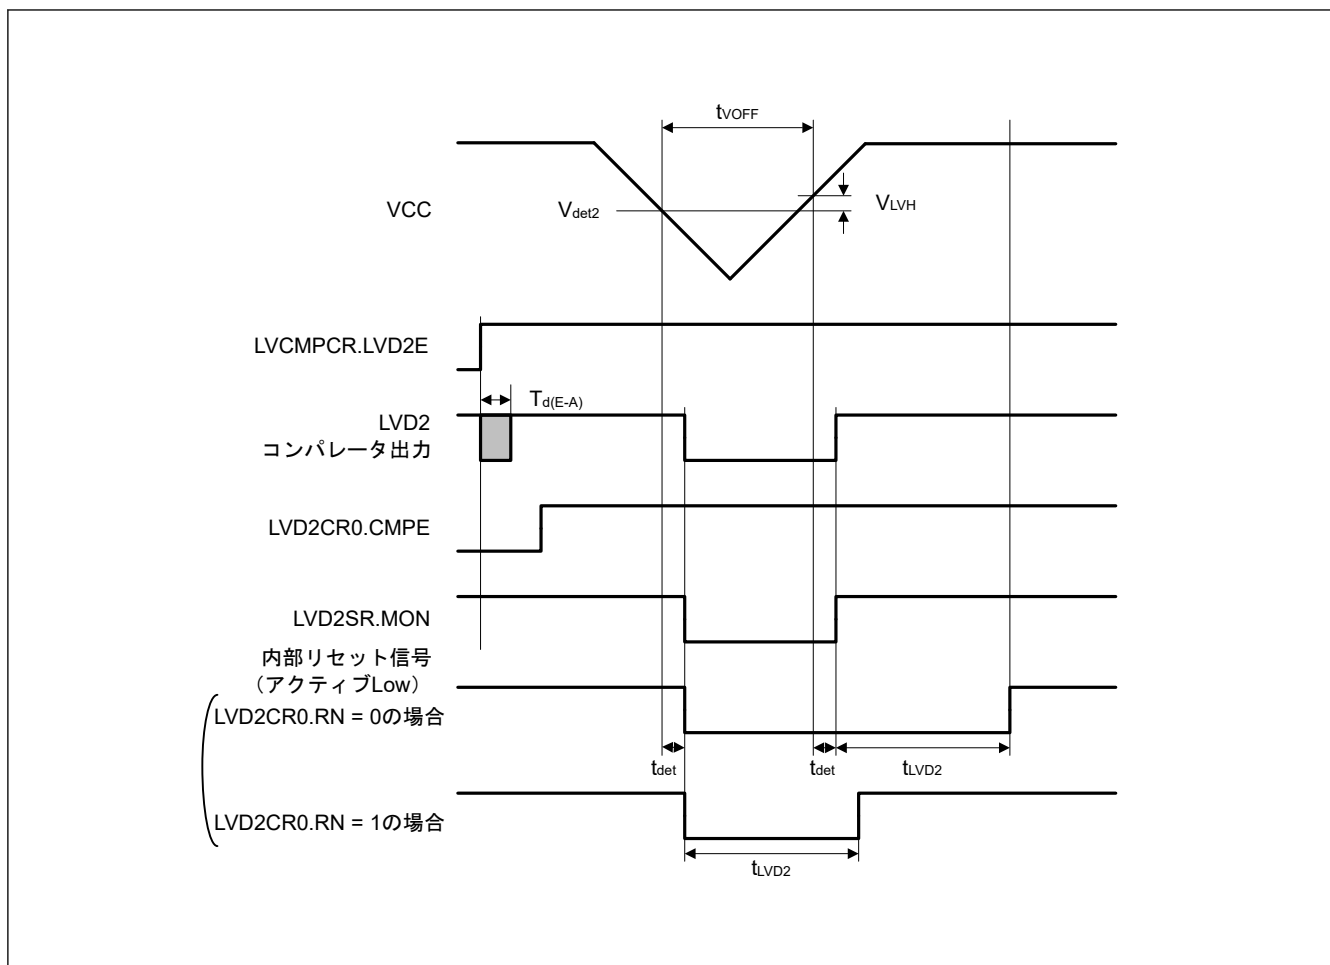 tVOFF
VCC
Vdet2
VLVH
LVCMPCR.LVD2E
Td(E-A)
LVD2
コンパレータ出力
LVD2CR0.CMPE
LVD2SR.MON
内部リセット信号
（アクティブLow）
LVD2CR0.RN = 0の場合
tdet
tdet
tLVD2
LVD2CR0.RN = 1の場合
tLVD2